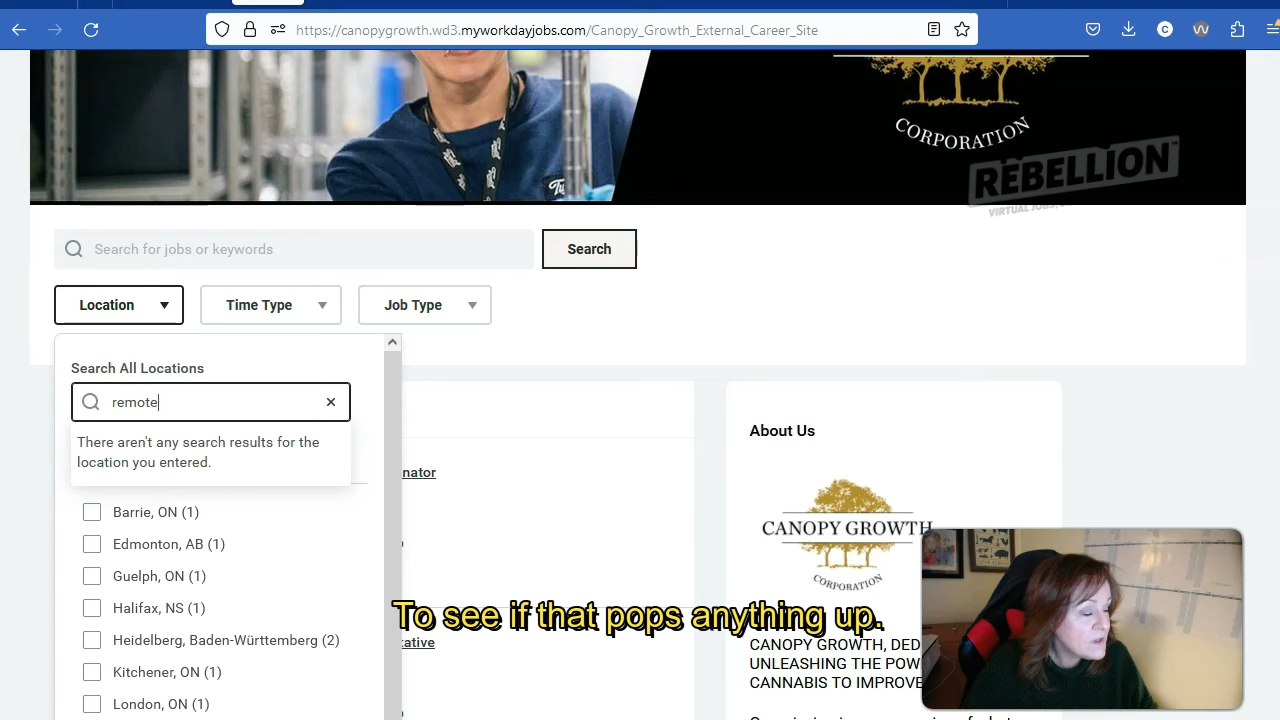 https://canopygrowth.wd3.myworkdayjobs.com/Canopy_Growth_External_Career_Site
CORPORATION
REBELLION
VIRTUAL JOBS,
Search for jobs or keywords
Search
Location
Time Type
Job Type
Search All Locations
remote
There aren't any search results for the
location you entered.
Barrie, ON (1)
Edmonton, AB (1)
Guelph, ON (1)
Halifax, NS (1)
Heidelberg, Baden-Württemberg (2)
Kitchener, ON (1)
London, ON (1)
nator
ative
About Us
CANOPY GROWTH
CORPORATION
CANOPY GROWTH, DED
UNLEASHING THE POW
CANNABIS TO IMPROVE
To see if that pops anything up.